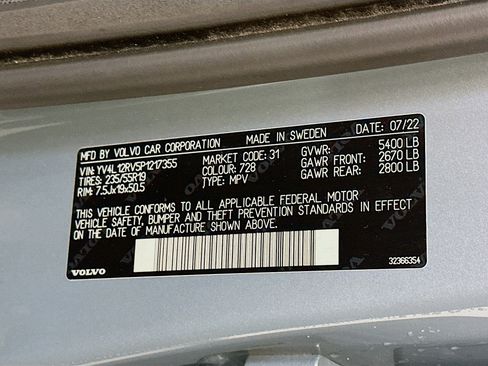 MFD BY VOLVO CAR CORPORATION MADE IN SWEDEN DATE: 07/22
VIN: YV4L12RV5P1217355 MARKET CODE: 31 GVWR: 5400 LB
TIRES: 235/55R19 COLOUR: 728 GAWR FRONT: 2670 LB
RIM: 7.5Jx19x50.5 TYPE: MPV GAWR REAR: 2800 LB
THIS VEHICLE CONFORMS TO ALL APPLICABLE FEDERAL MOTOR
VEHICLE SAFETY, BUMPER AND THEFT PREVENTION STANDARDS IN EFFECT
ON THE DATE OF MANUFACTURE SHOWN ABOVE.
VOLVO 32366354